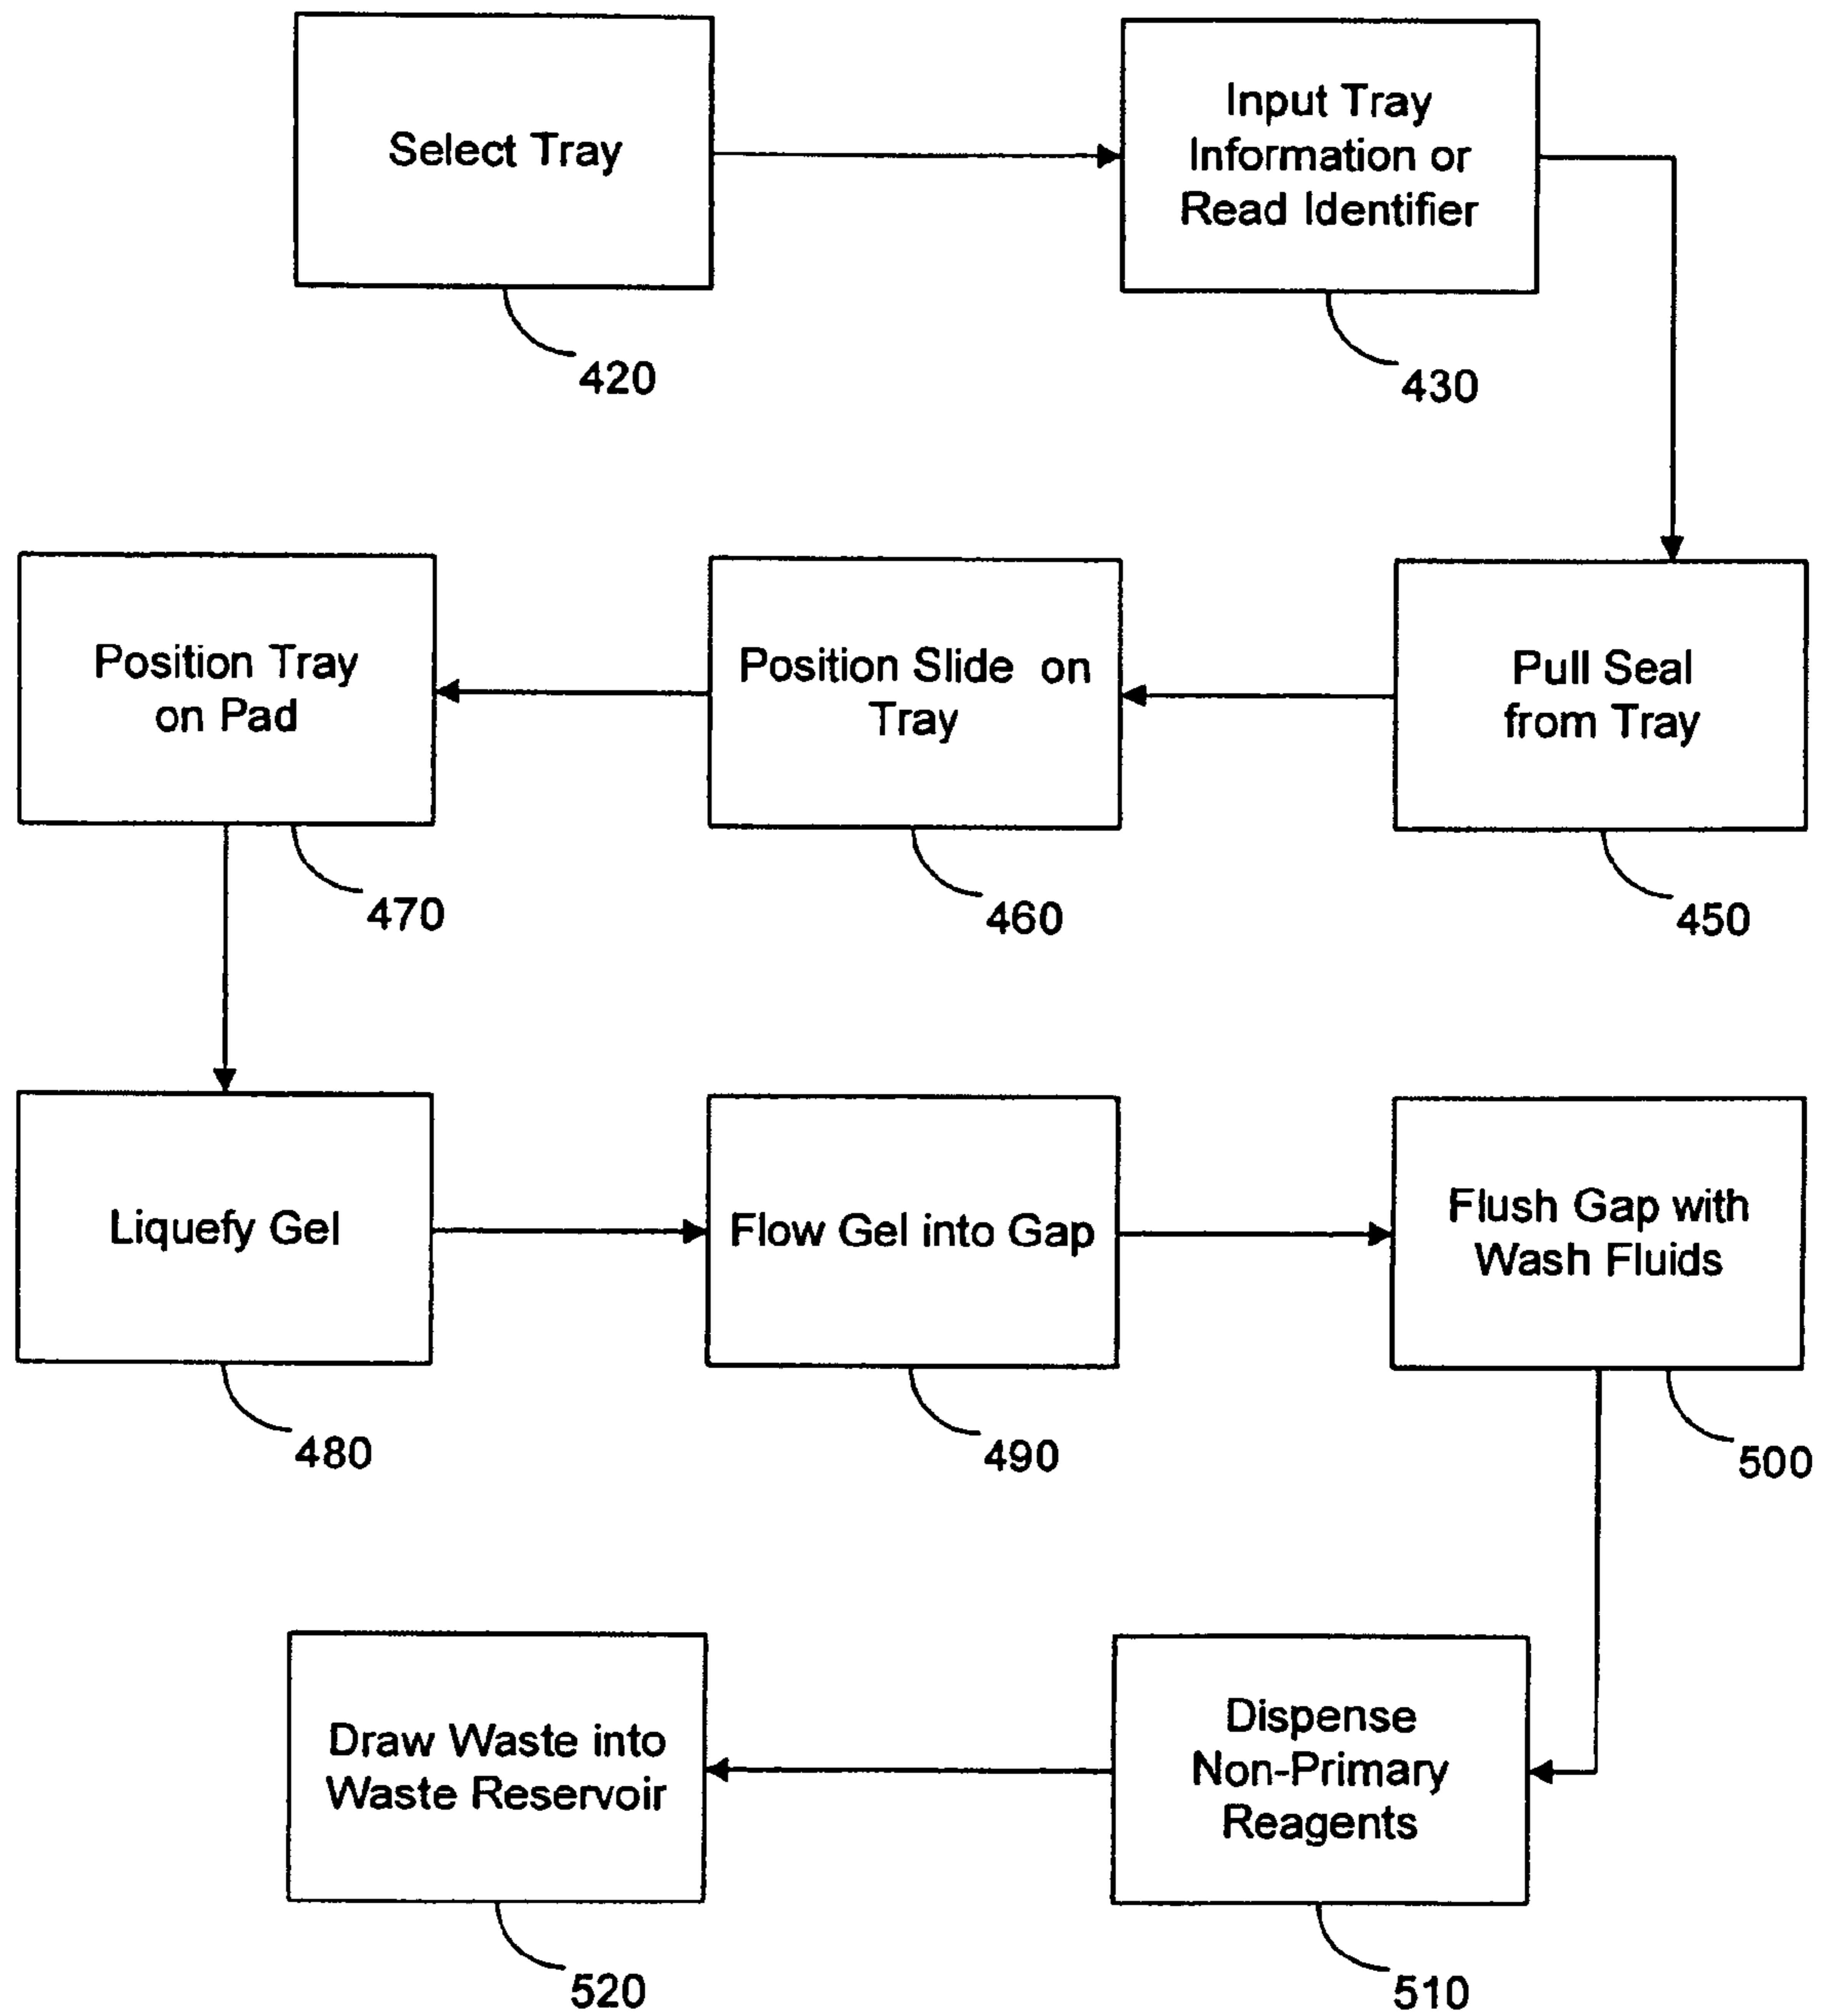 Select Tray
420
Input Tray
Information or
Read Identifier
430
Pull Seal
from Tray
450
Position Slide on
Tray
460
Position Tray
on Pad
470
Liquefy Gel
480
Flow Gel into Gap
490
Flush Gap with
Wash Fluids
500
Dispense
Non-Primary
Reagents
510
Draw Waste into
Waste Reservoir
520